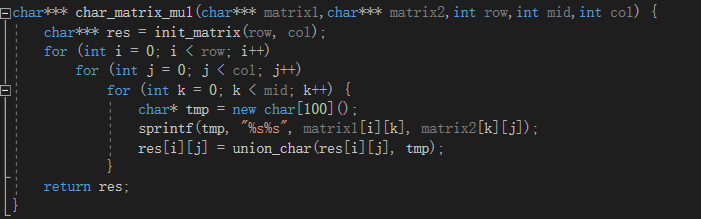 char*** char_matrix_mul(char*** matrix1,char*** matrix2,int row,int mid,int col) {
    char*** res = init_matrix(row, col);
    for (int i = 0; i < row; i++)
        for (int j = 0; j < col; j++)
            for (int k = 0; k < mid; k++) {
                char* tmp = new char[100]();
                sprintf(tmp, "%s%s", matrix1[i][k], matrix2[k][j]);
                res[i][j] = union_char(res[i][j], tmp);
            }
    return res;
}